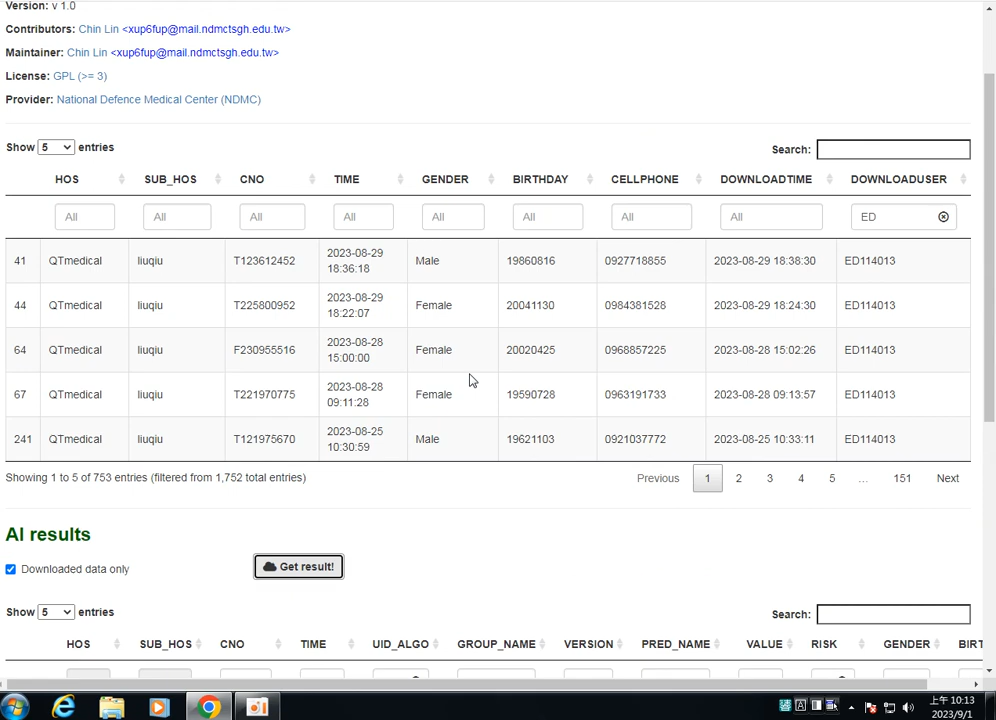 Version: v 1.0
Contributors: Chin Lin <xup6fup@mail.ndmctsgh.edu.tw>
Maintainer: Chin Lin <xup6fup@mail.ndmctsgh.edu.tw>
License: GPL (>= 3)
Provider: National Defence Medical Center (NDMC)
Show 5 entries
Search:
HOS SUB_HOS CNO TIME GENDER BIRTHDAY CELLPHONE DOWNLOADTIME DOWNLOADUSER
All All All All All All All All ED
41 QTmedical liuqiu T123612452 2023-08-29 18:36:18 Male 19860816 0927718855 2023-08-29 18:38:30 ED114013
44 QTmedical liuqiu T225800952 2023-08-29 18:22:07 Female 20041130 0984381528 2023-08-29 18:24:30 ED114013
64 QTmedical liuqiu F230955516 2023-08-28 15:00:00 Female 20020425 0968857225 2023-08-28 15:02:26 ED114013
67 QTmedical liuqiu T221970775 2023-08-28 09:11:28 Female 19590728 0963191733 2023-08-28 09:13:57 ED114013
241 QTmedical liuqiu T121975670 2023-08-25 10:30:59 Male 19621103 0921037772 2023-08-25 10:33:11 ED114013
Showing 1 to 5 of 753 entries (filtered from 1,752 total entries)
Previous 1 2 3 4 5 … 151 Next
AI results
Downloaded data only
Get result!
Show 5 entries
Search:
HOS SUB_HOS CNO TIME UID_ALGO GROUP_NAME VERSION PRED_NAME VALUE RISK GENDER BIRT
上午 10:13
2023/9/1